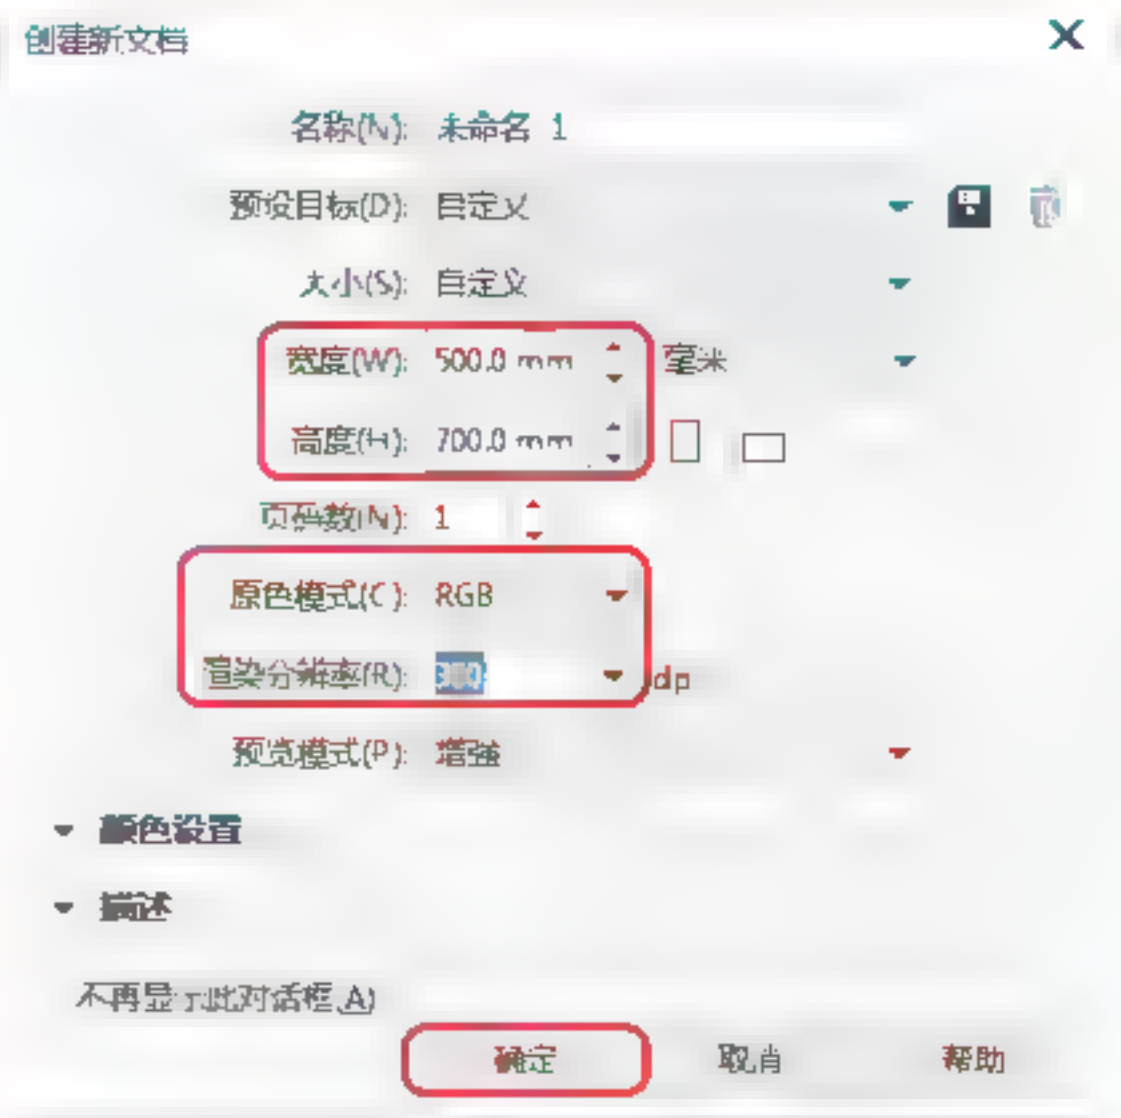 创建新文档
名称(N): 未命名 1
预设目标(D): 自定义
大小(S): 自定义
宽度(W): 500.0 mm 毫米
高度(H): 700.0 mm
页码数(N): 1
原色模式(C): RGB
渲染分辨率(R): 300 dp
预览模式(P): 增强
颜色设置
描述
不再显示此对话框(A)
确定 取消 帮助